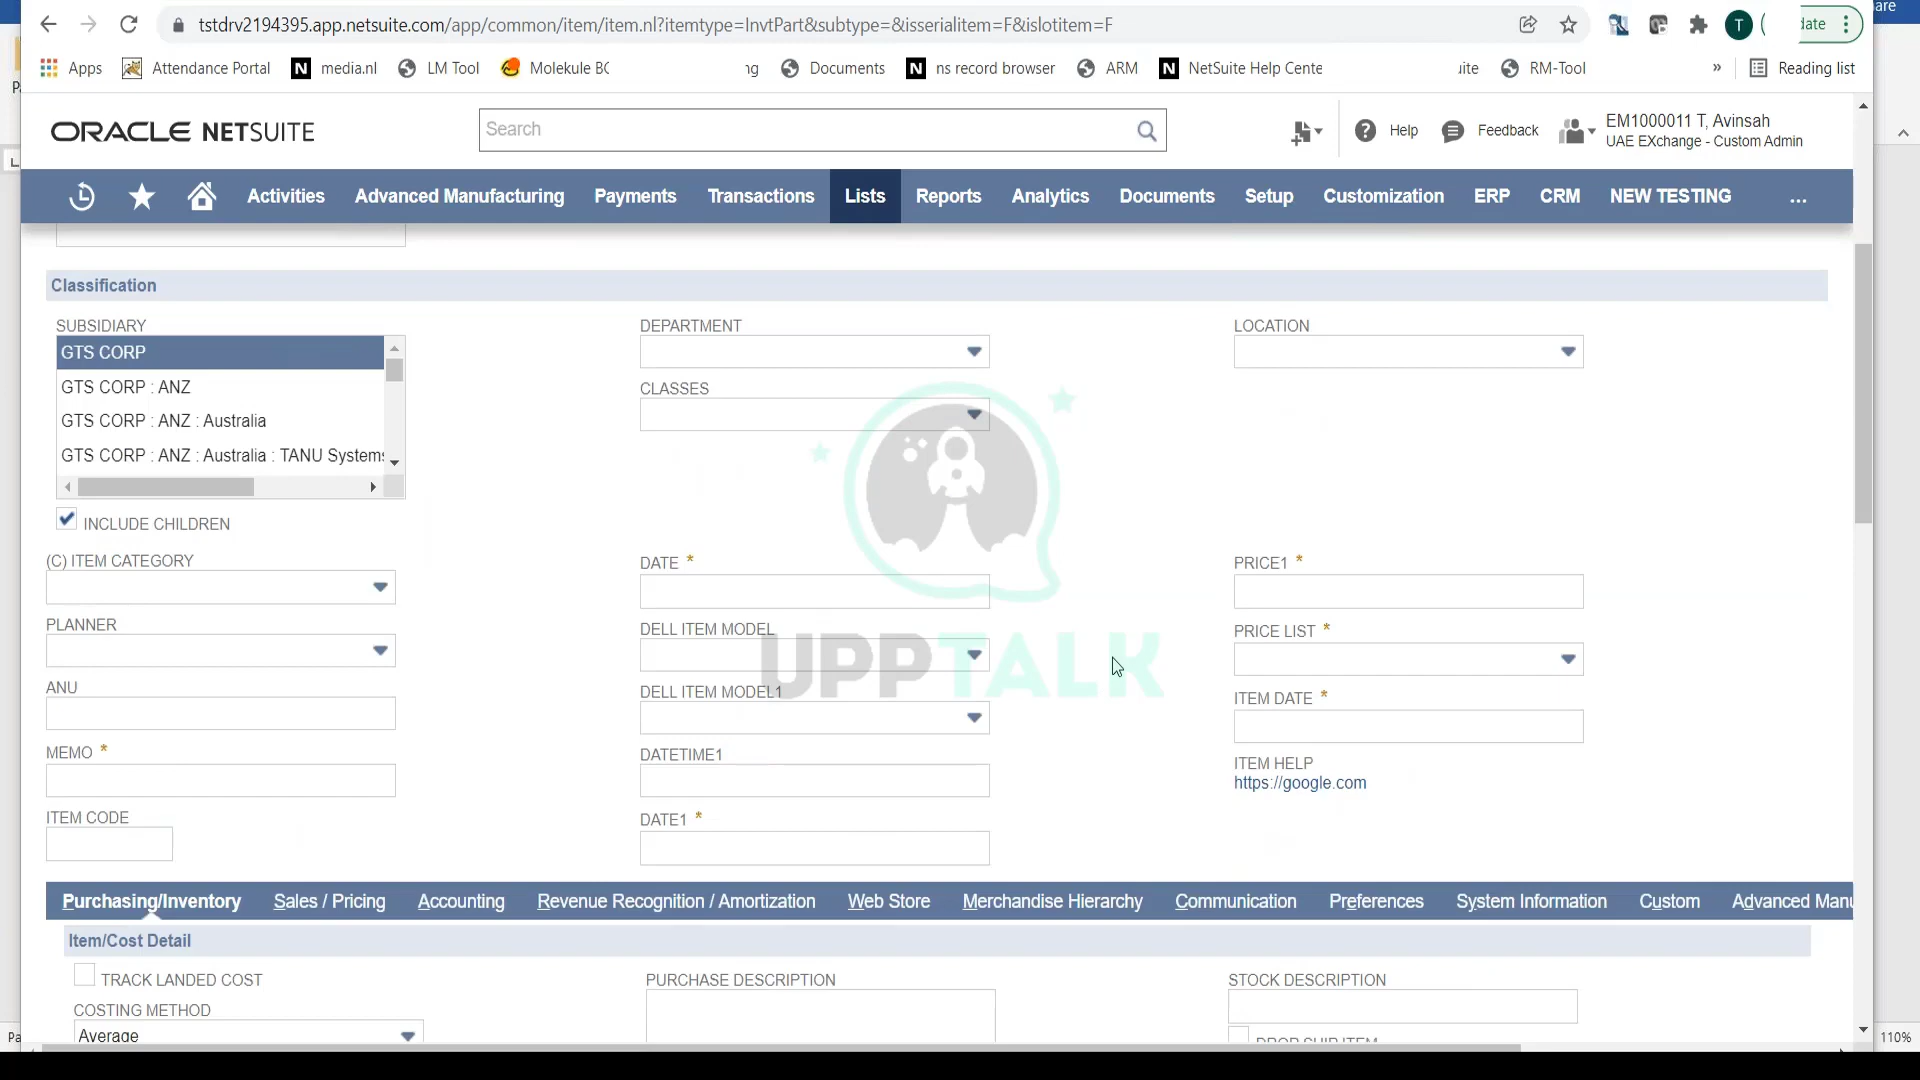 tstdrv2194395.app.netsuite.com/app/common/item/item.nl?itemtype=InvtPart&subtype=&isserialitem=F&islotitem=F
T
Apps
Attendance Portal
media.nl
LM Tool
Molekule BC
ng
Documents
ns record browser
ARM
NetSuite Help Cente
uite
RM-Tool
»
Reading list
ORACLE NETSUITE
Search
Help
Feedback
EM1000011 T, Avinsah
UAE EXchange - Custom Admin
Activities
Advanced Manufacturing
Payments
Transactions
Lists
Reports
Analytics
Documents
Setup
Customization
ERP
CRM
NEW TESTING
...
Classification
SUBSIDIARY
GTS CORP
GTS CORP : ANZ
GTS CORP : ANZ : Australia
GTS CORP : ANZ : Australia : TANU Systems
INCLUDE CHILDREN
DEPARTMENT
CLASSES
LOCATION
(C) ITEM CATEGORY
PLANNER
ANU
MEMO *
ITEM CODE
DATE *
DELL ITEM MODEL
DELL ITEM MODEL1
DATETIME1
DATE1 *
PRICE1 *
PRICE LIST *
ITEM DATE *
ITEM HELP
https://google.com
UPPTALK
Purchasing/Inventory
Sales / Pricing
Accounting
Revenue Recognition / Amortization
Web Store
Merchandise Hierarchy
Communication
Preferences
System Information
Custom
Advanced Manu
Item/Cost Detail
TRACK LANDED COST
COSTING METHOD
Average
PURCHASE DESCRIPTION
STOCK DESCRIPTION
DROP SHIP ITEM
Pa
110%